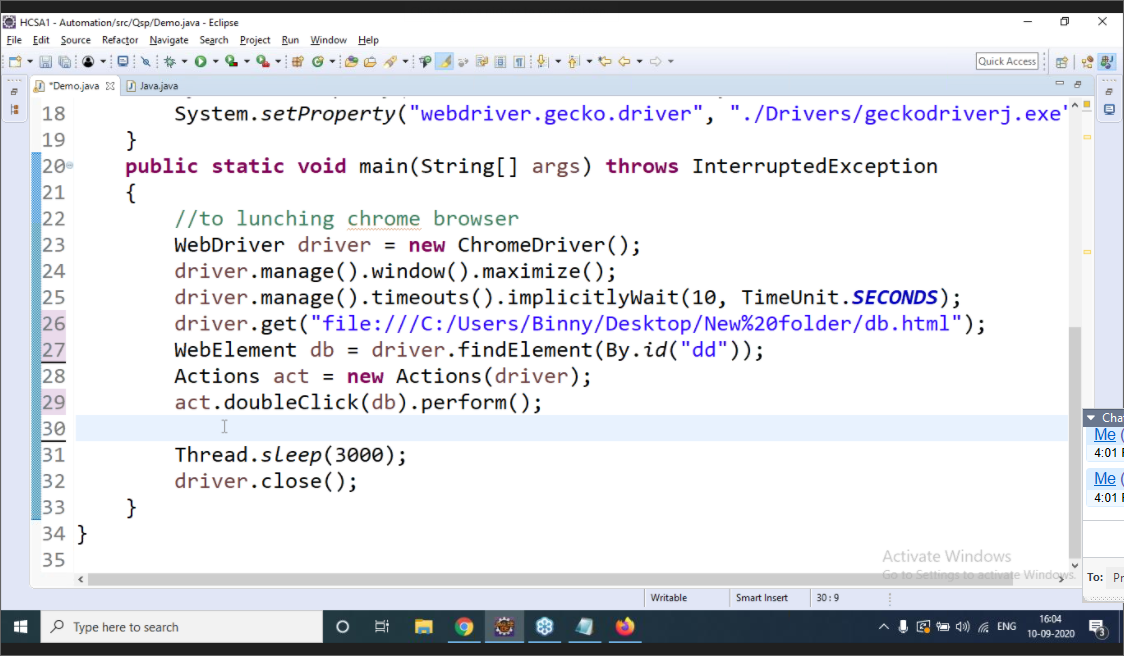 HCSA1 - Automation/src/Qsp/Demo.java - Eclipse
File Edit Source Refactor Navigate Search Project Run Window Help
Quick Access
*Demo.java Java.java
18 System.setProperty("webdriver.gecko.driver", "./Drivers/geckodriverj.exe"
19 }
20 public static void main(String[] args) throws InterruptedException
21 {
22 //to lunching chrome browser
23 WebDriver driver = new ChromeDriver();
24 driver.manage().window().maximize();
25 driver.manage().timeouts().implicitlyWait(10, TimeUnit.SECONDS);
26 driver.get("file:///C:/Users/Binny/Desktop/New%20folder/db.html");
27 WebElement db = driver.findElement(By.id("dd"));
28 Actions act = new Actions(driver);
29 act.doubleClick(db).perform();
30
31 Thread.sleep(3000);
32 driver.close();
33 }
34 }
35
Cha
Me (
4:01 P
Me (
4:01 P
To: Pr
Activate Windows
Go to Settings to activate Windows.
Writable Smart Insert 30 : 9
Type here to search
ENG
16:04
10-09-2020
3